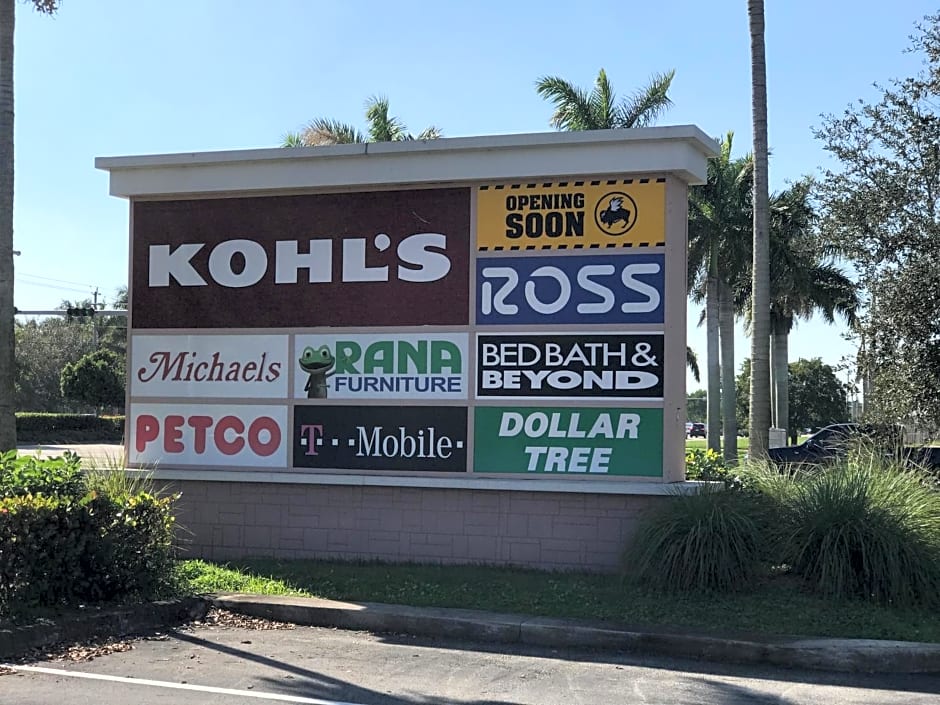 KOHL'S
OPENING
SOON
ROSS
Michaels
RANA
FURNITURE
BED BATH &
BEYOND
PETCO
T··Mobile·
DOLLAR
TREE